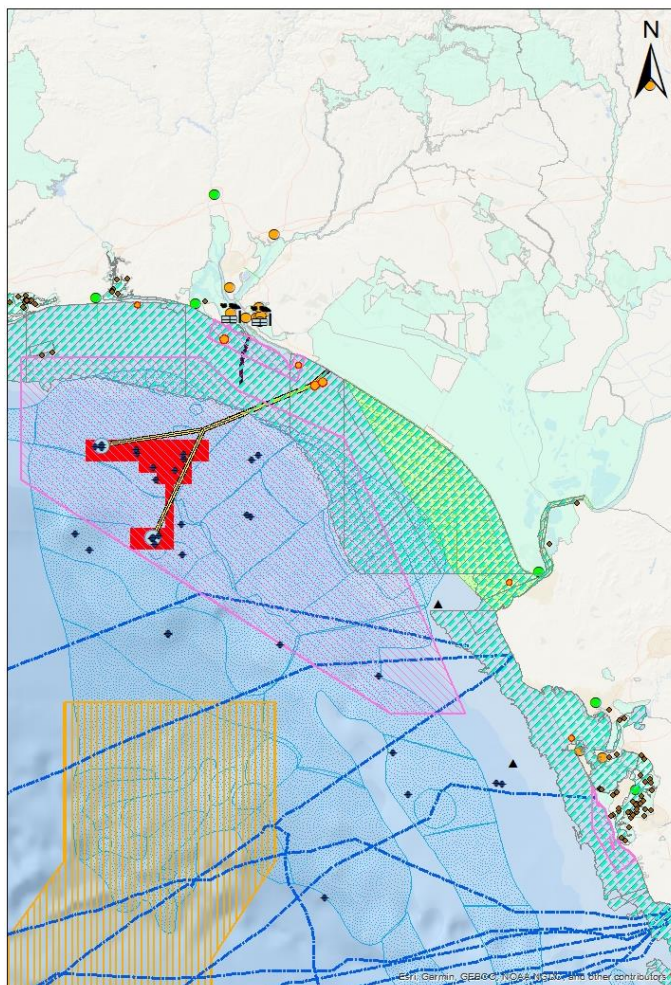 N
Esri, Garmin, GEBCO, NOAA NGDC, and other contributors